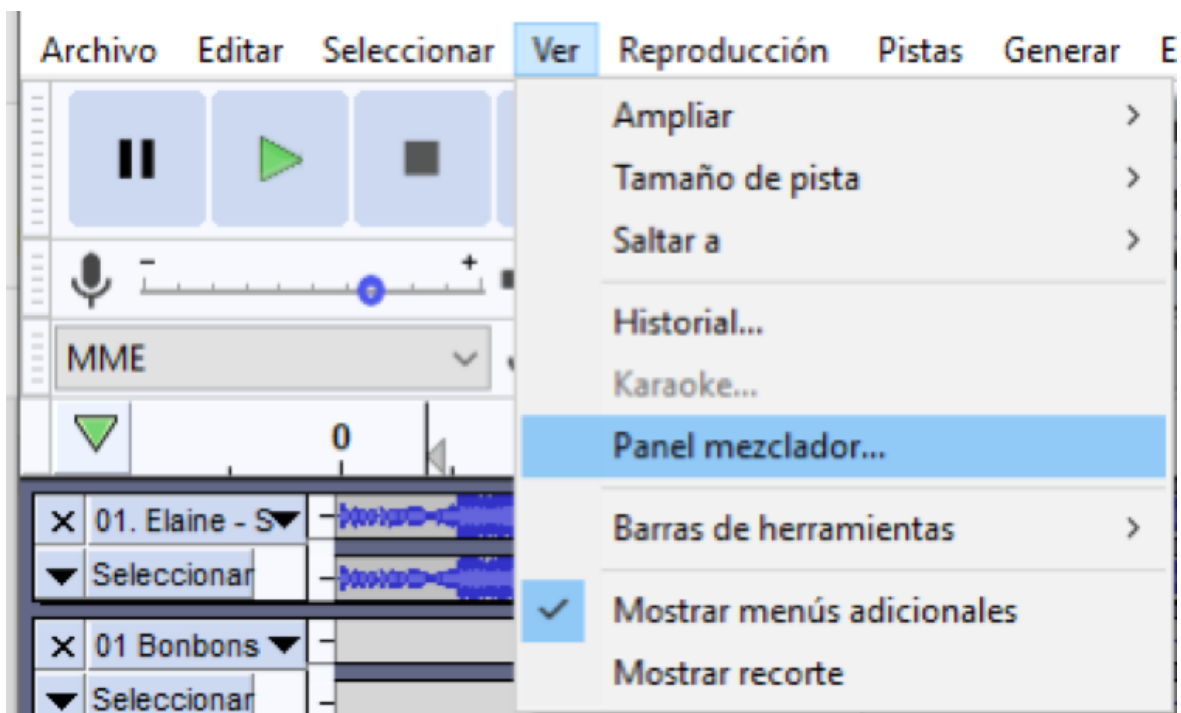 Archivo Editar Seleccionar Ver Reproducción Pistas Generar E
Ampliar
Tamaño de pista
Saltar a
- +
Historial...
MME
Karaoke...
0
Panel mezclador...
01. Elaine - S
Barras de herramientas
Seleccionar
Mostrar menús adicionales
01 Bonbons
Mostrar recorte
Seleccionar